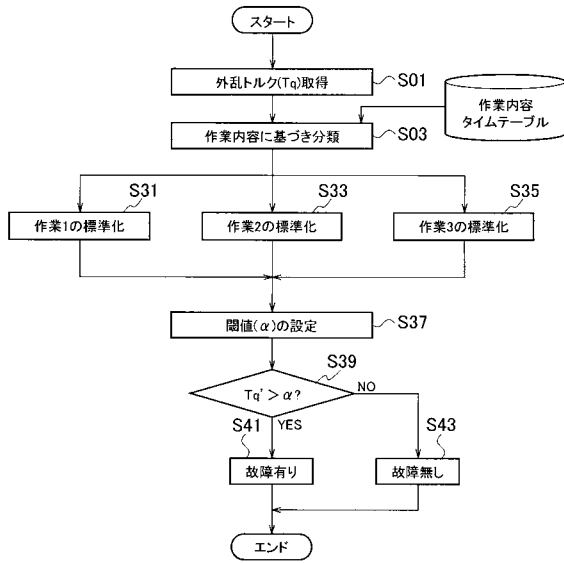 スタート
外乱トルク(Tq)取得
S01
作業内容
タイムテーブル
作業内容に基づき分類
S03
S31
S33
S35
作業1の標準化
作業2の標準化
作業3の標準化
閾値(α)の設定
S37
S39
Tq'>α?
NO
YES
S41
S43
故障有り
故障無し
エンド